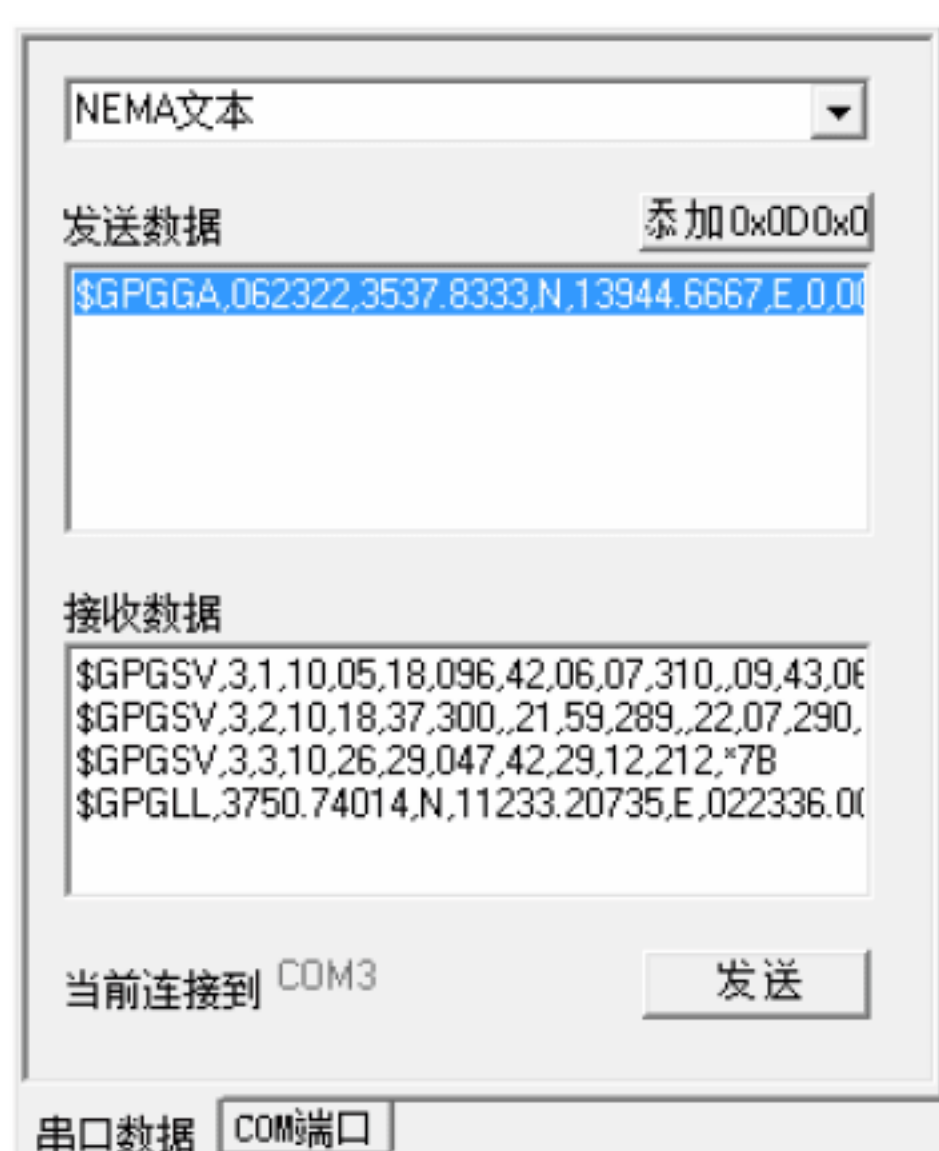 NEMA文本
发送数据
添加0x0D0x0
$GPGGA,062322,3537.8333,N,13944.6667,E,0,00
接收数据
$GPGSV,3,1,10,05,18,096,42,06,07,310,,09,43,06
$GPGSV,3,2,10,18,37,300,,21,59,289,,22,07,290,
$GPGSV,3,3,10,26,29,047,42,29,12,212,*7B
$GPGLL,3750.74014,N,11233.20735,E,022336.00
当前连接到 COM3
发送
串口数据 COM端口